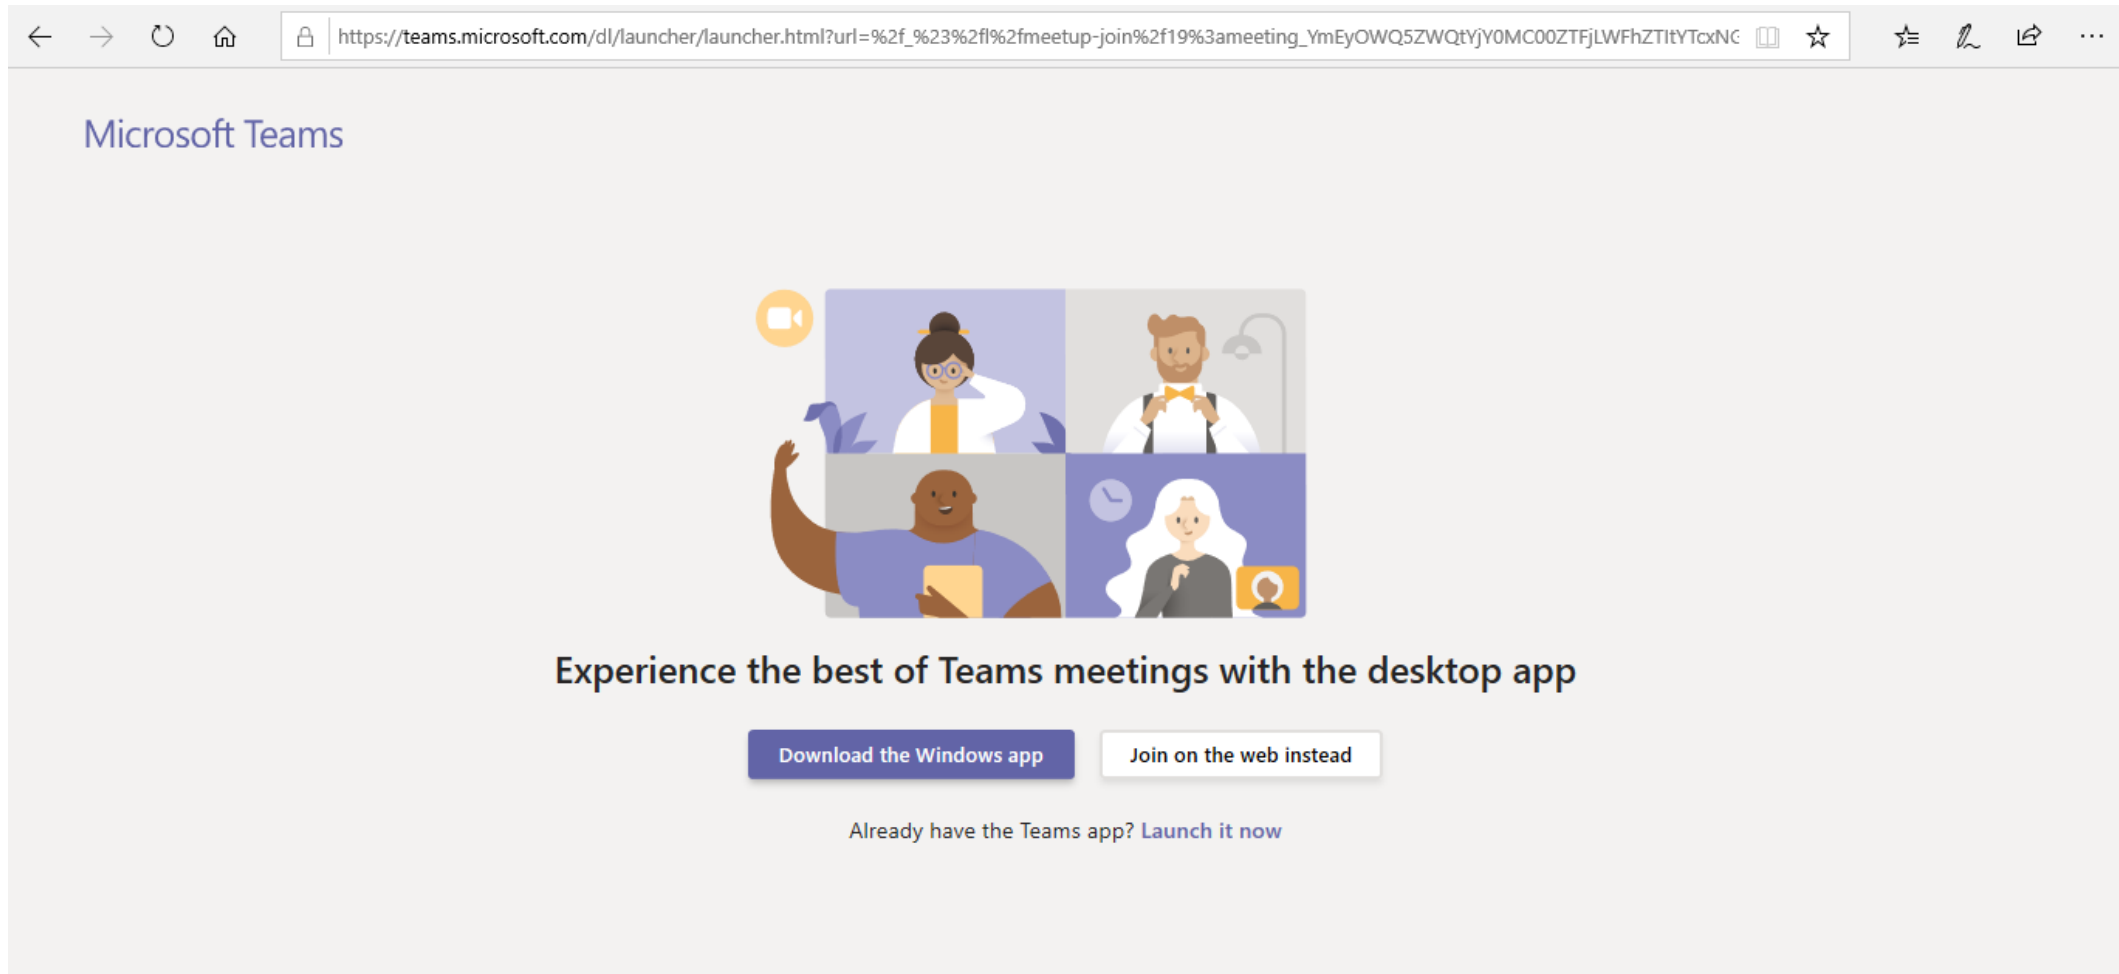 https://teams.microsoft.com/dl/launcher/launcher.html?url=%2f_%23%2fl%2fmeetup-join%2f19%3ameeting_YmEyOWQ5ZWQtYjY0MC00ZTFjLWFhZTItYTcxNG
Microsoft Teams
Experience the best of Teams meetings with the desktop app
Download the Windows app
Join on the web instead
Already have the Teams app? Launch it now